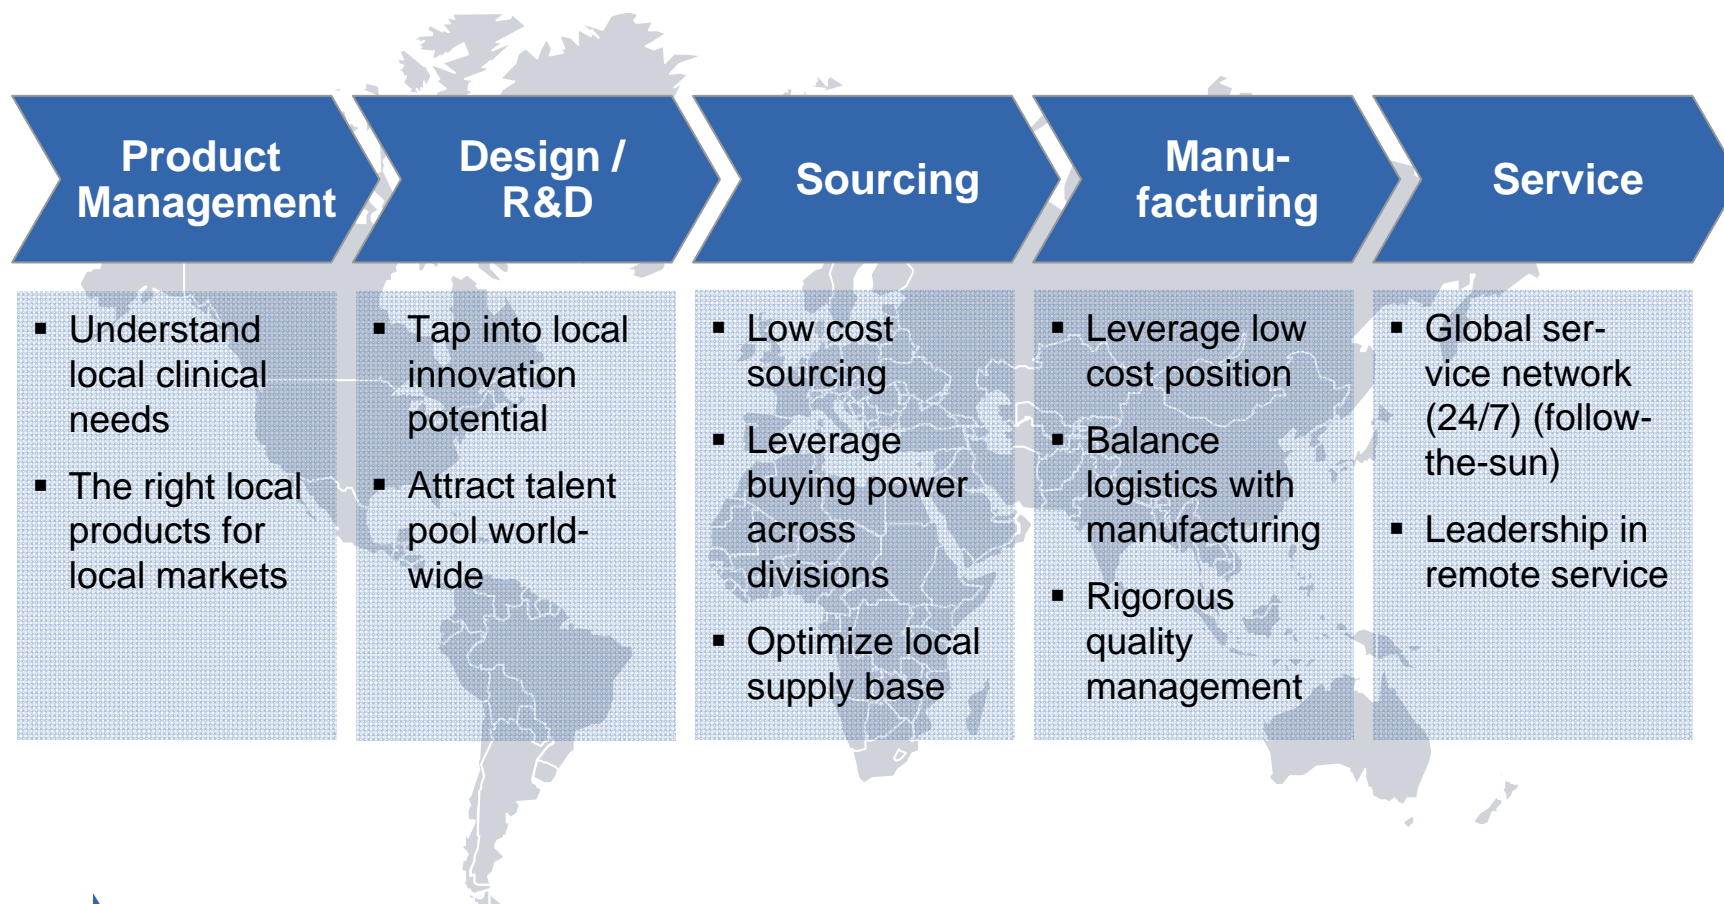 Product
Management
Design /
R&D
Sourcing
Manu-
facturing
Service
▪ Understand
local clinical
needs
▪ The right local
products for
local markets
▪ Tap into local
innovation
potential
▪ Attract talent
pool world-
wide
▪ Low cost
sourcing
▪ Leverage
buying power
across
divisions
▪ Optimize local
supply base
▪ Leverage low
cost position
▪ Balance
logistics with
manufacturing
▪ Rigorous
quality
management
▪ Global ser-
vice network
(24/7) (follow-
the-sun)
▪ Leadership in
remote service